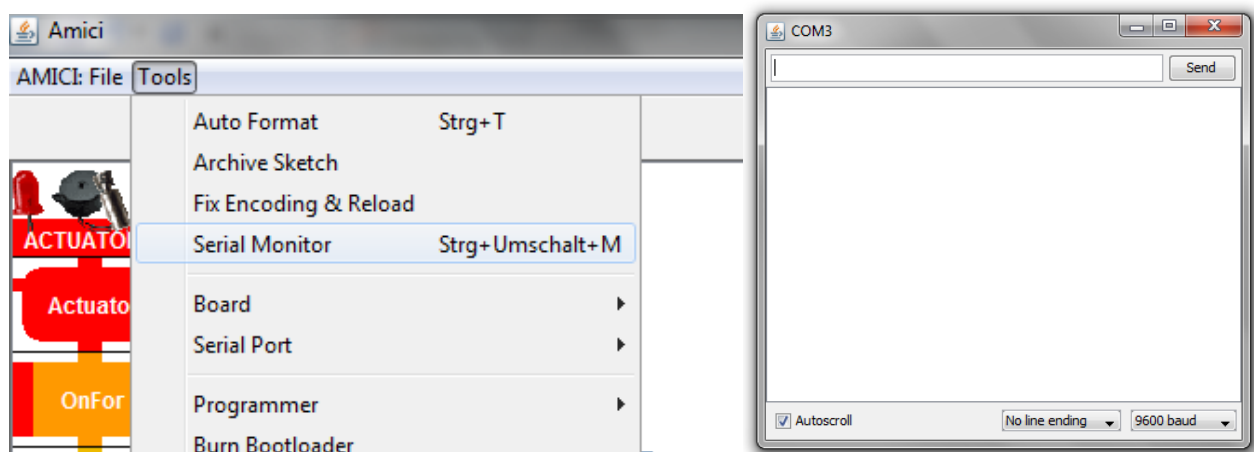 Amici
AMICI: File Tools
Auto Format Strg+T
Archive Sketch
Fix Encoding & Reload
Serial Monitor Strg+Umschalt+M
Board
Serial Port
Programmer
Burn Bootloader
ACTUATO
Actuato
OnFor
COM3
Send
Autoscroll
No line ending
9600 baud